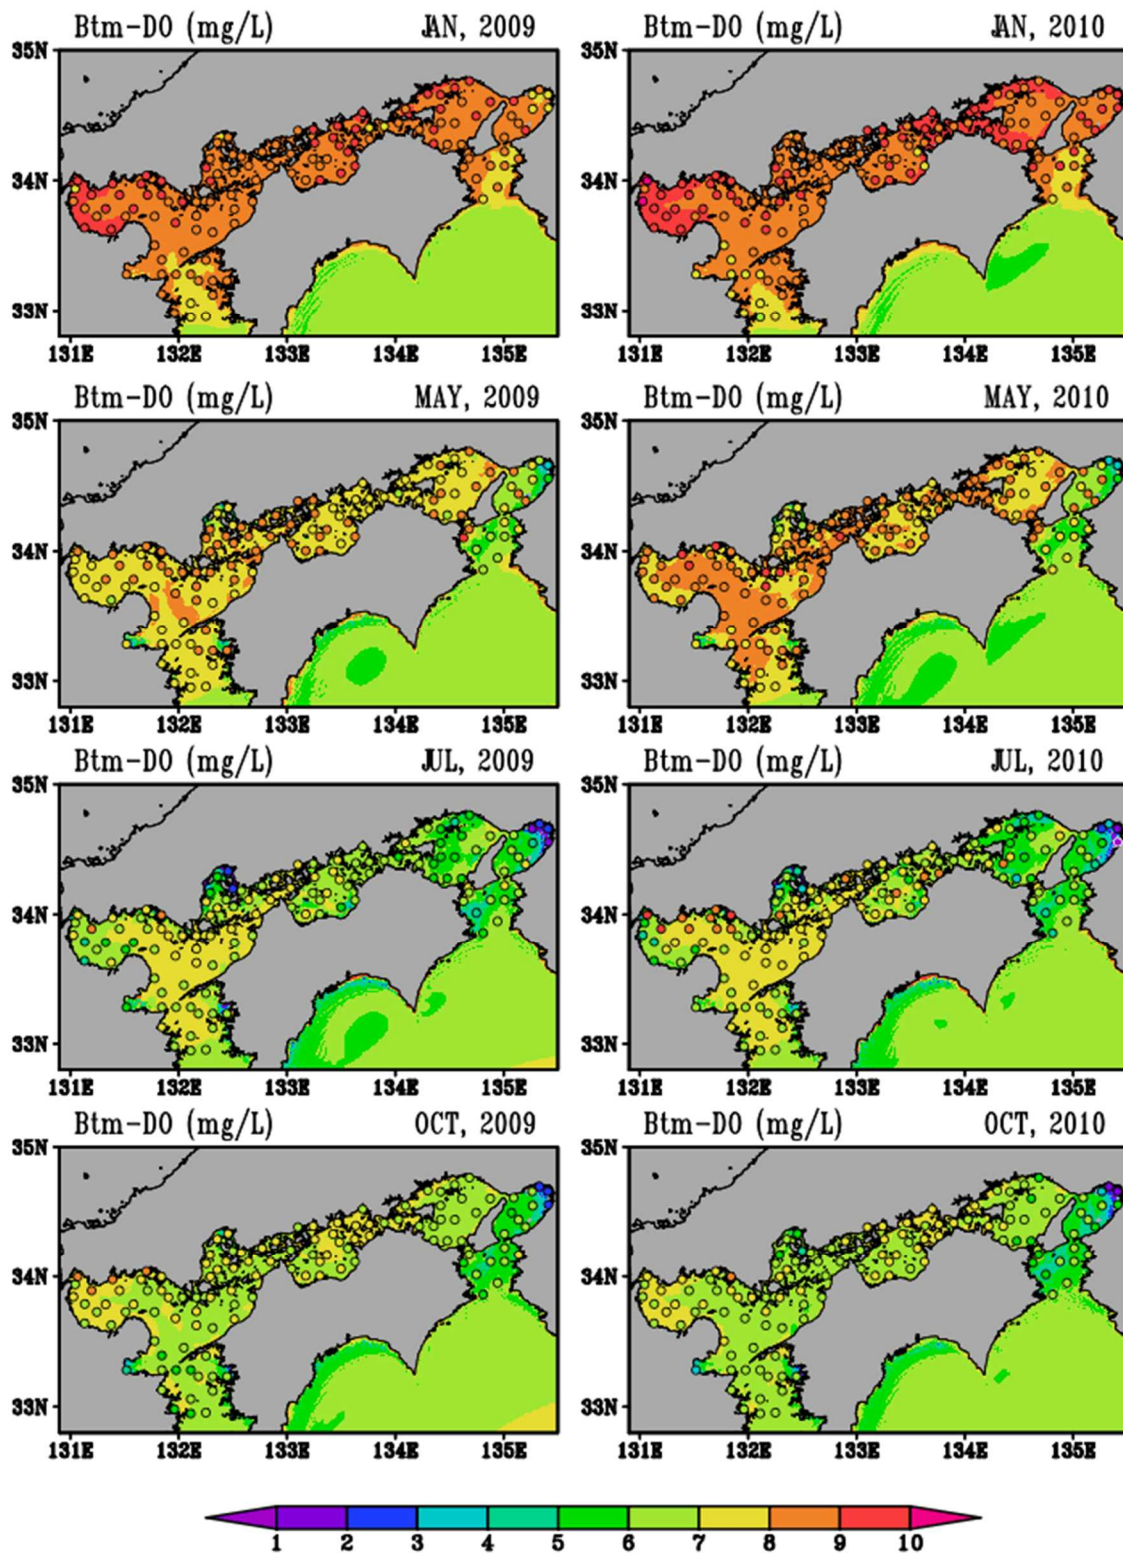 Btm-DO (mg/L) JAN, 2009 Btm-DO (mg/L) JAN, 2010
35N 35N
34N 34N
33N 33N
131E 132E 133E 134E 135E 131E 132E 133E 134E 135E
Btm-DO (mg/L) MAY, 2009 Btm-DO (mg/L) MAY, 2010
35N 35N
34N 34N
33N 33N
131E 132E 133E 134E 135E 131E 132E 133E 134E 135E
Btm-DO (mg/L) JUL, 2009 Btm-DO (mg/L) JUL, 2010
35N 35N
34N 34N
33N 33N
131E 132E 133E 134E 135E 131E 132E 133E 134E 135E
Btm-DO (mg/L) OCT, 2009 Btm-DO (mg/L) OCT, 2010
35N 35N
34N 34N
33N 33N
131E 132E 133E 134E 135E 131E 132E 133E 134E 135E
1 2 3 4 5 6 7 8 9 10